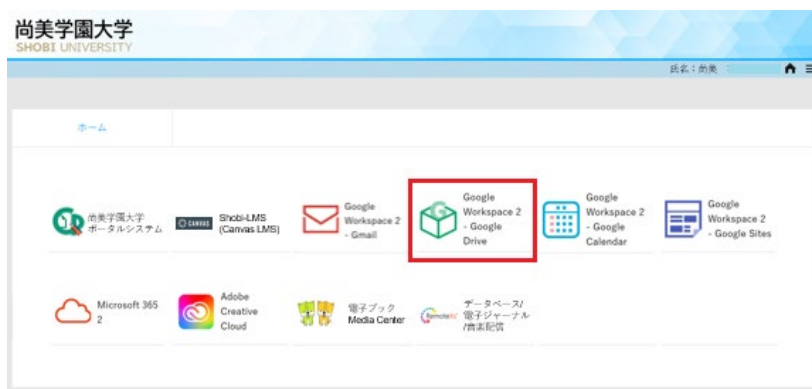 尚美学園大学
SHOBI UNIVERSITY
氏名：尚美
ホーム
尚美学園大学
ポータルシステム
CANVAS
Shobi-LMS
(Canvas LMS)
Google
Workspace 2
- Gmail
Google
Workspace 2
- Google
Drive
Google
Workspace 2
- Google
Calendar
Google
Workspace 2
- Google Sites
Microsoft 365
2
Adobe
Creative
Cloud
電子ブック
Media Center
RemoteXs
データベース/
電子ジャーナル
/音楽配信